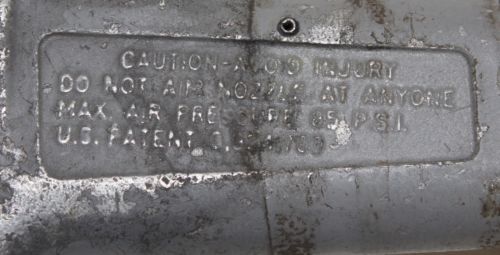 CAUTION-AVOID INJURY
DO NOT AIM NOZZLE AT ANYONE
MAX. AIR PRESSURE 85 P.S.I.
U.S. PATENT